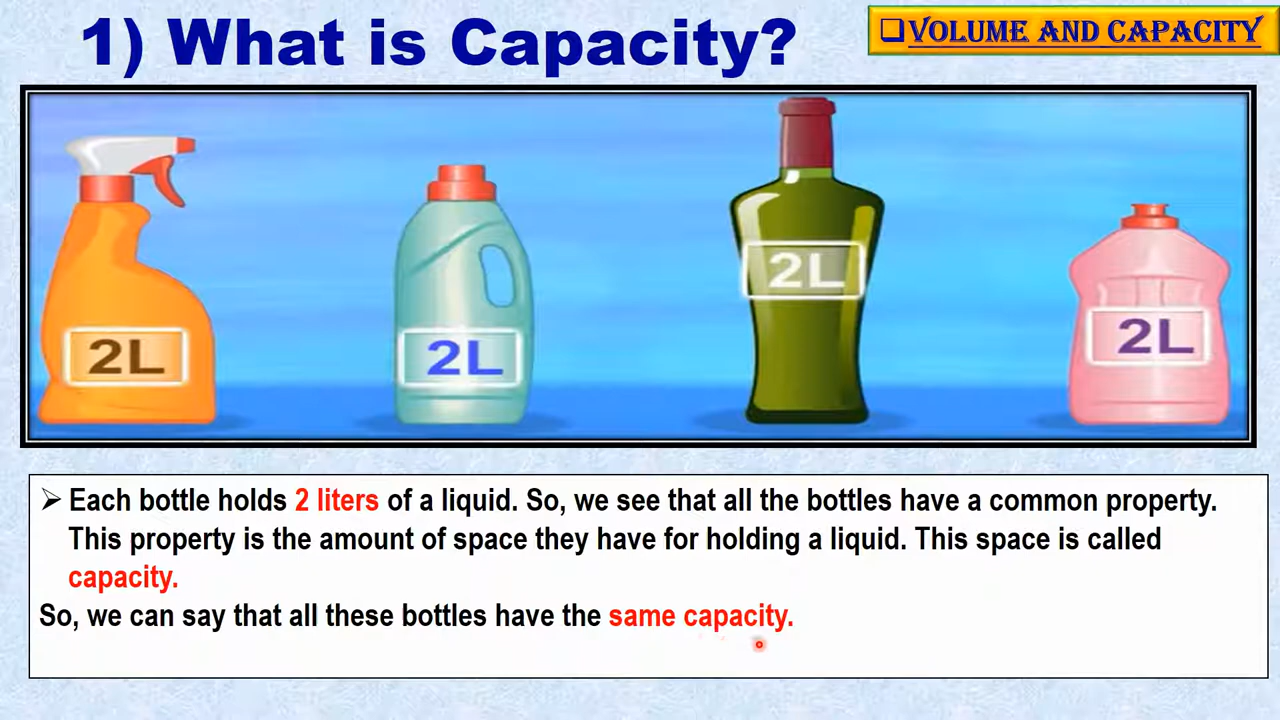 1) What is Capacity?
❑VOLUME AND CAPACITY
2L
2L
2L
2L
➢ Each bottle holds 2 liters of a liquid. So, we see that all the bottles have a common property.
This property is the amount of space they have for holding a liquid. This space is called
capacity.
So, we can say that all these bottles have the same capacity.